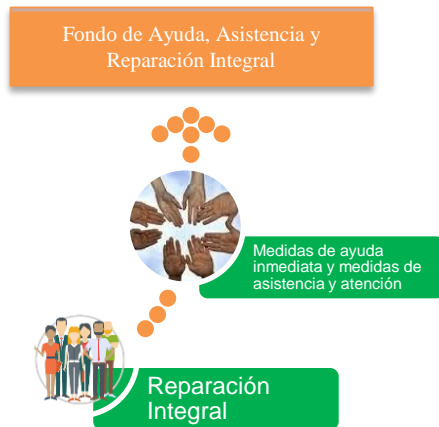 Fondo de Ayuda, Asistencia y
Reparación Integral
Medidas de ayuda
inmediata y medidas de
asistencia y atención
Reparación
Integral